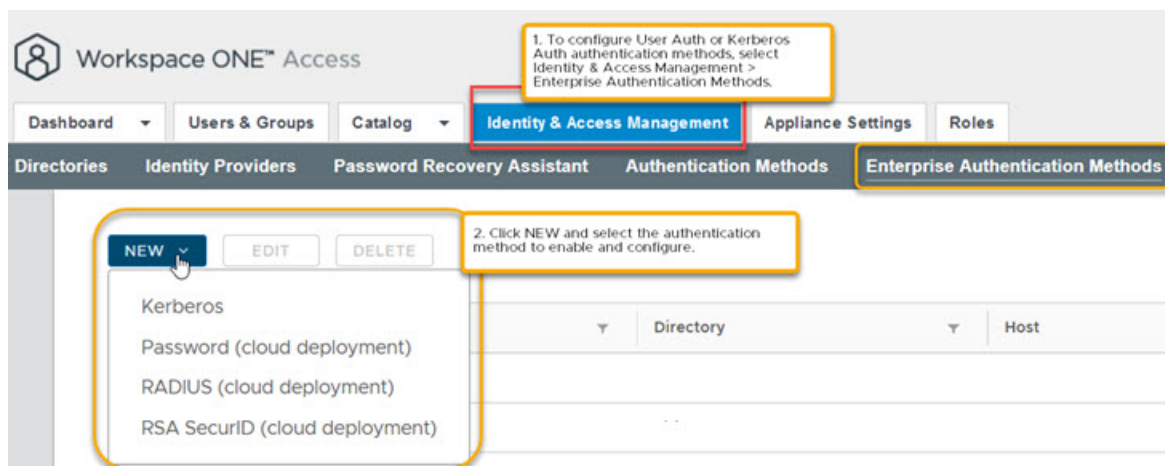 Workspace ONE™ Access
1. To configure User Auth or Kerberos
Auth authentication methods, select
Identity & Access Management >
Enterprise Authentication Methods.
Dashboard Users & Groups Catalog Identity & Access Management Appliance Settings Roles
Directories Identity Providers Password Recovery Assistant Authentication Methods Enterprise Authentication Methods
2. Click NEW and select the authentication
method to enable and configure.
NEW EDIT DELETE
Kerberos
Directory Host
Password (cloud deployment)
RADIUS (cloud deployment)
RSA SecurID (cloud deployment)